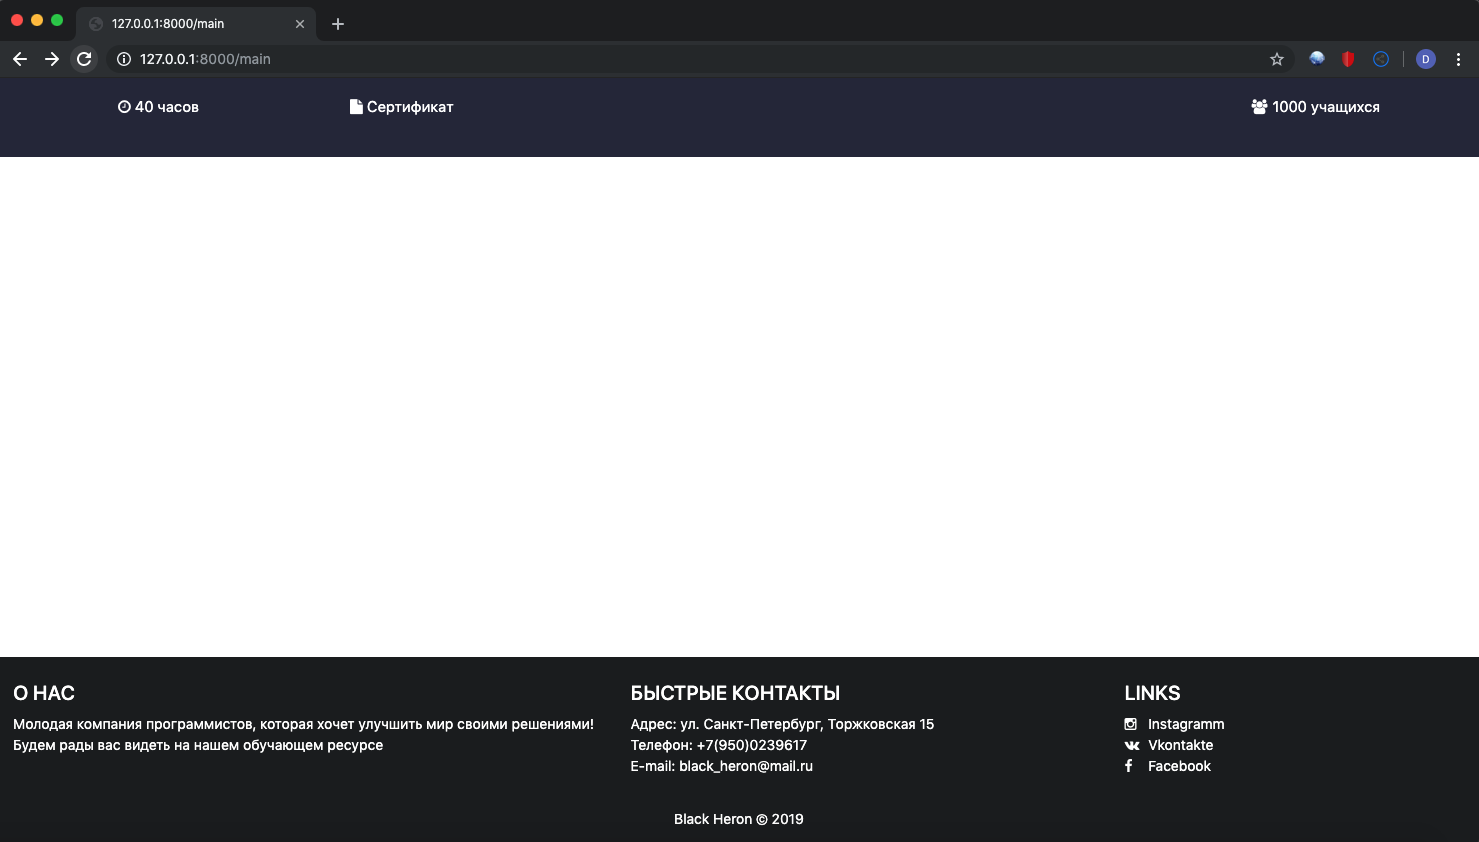 127.0.0.1:8000/main
127.0.0.1:8000/main
D
40 часов
Сертификат
1000 учащихся
О НАС
Молодая компания программистов, которая хочет улучшить мир своими решениями!
Будем рады вас видеть на нашем обучающем ресурсе
БЫСТРЫЕ КОНТАКТЫ
Адрес: ул. Санкт-Петербург, Торжковская 15
Телефон: +7(950)0239617
E-mail: black_heron@mail.ru
LINKS
Instagramm
Vkontakte
Facebook
Black Heron © 2019